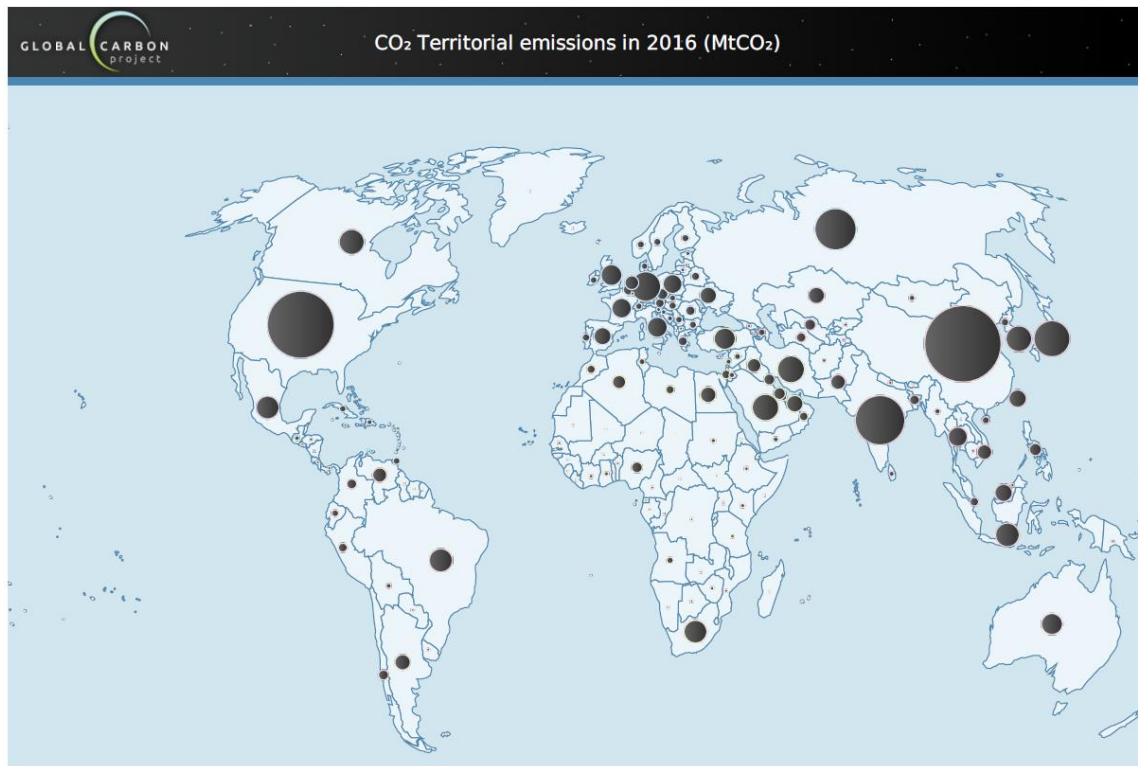 GLOBAL CARBON
project
CO₂ Territorial emissions in 2016 (MtCO₂)